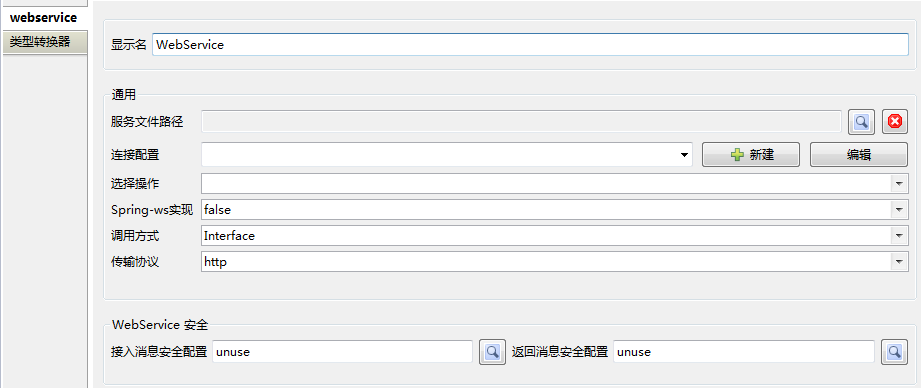 webservice
类型转换器
显示名 WebService
通用
服务文件路径
连接配置 新建 编辑
选择操作
Spring-ws实现 false
调用方式 Interface
传输协议 http
WebService 安全
接入消息安全配置 unuse 返回消息安全配置 unuse